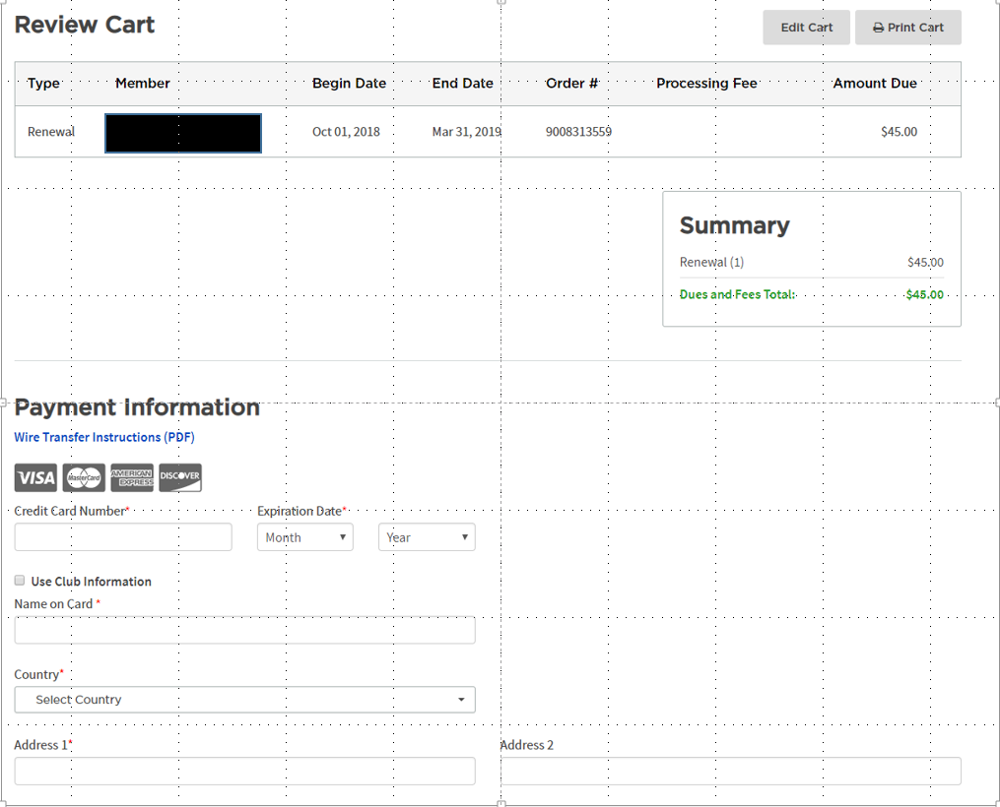 Review Cart
Edit Cart
Print Cart
Type Member Begin Date End Date Order # Processing Fee Amount Due
Renewal Oct 01, 2018 Mar 31, 2019 9008313559 $45.00
Summary
Renewal (1) $45.00
Dues and Fees Total: $45.00
Payment Information
Wire Transfer Instructions (PDF)
VISA MasterCard AMERICAN EXPRESS DISCOVER
Credit Card Number* Expiration Date*
Month Year
Use Club Information
Name on Card *
Country*
Select Country
Address 1* Address 2